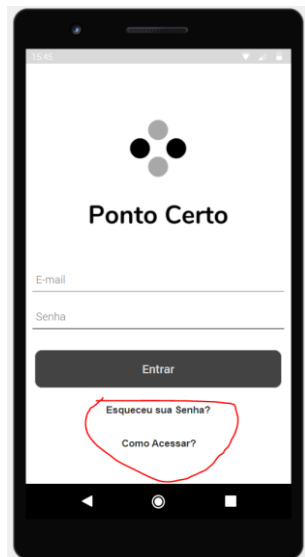 15:45
Ponto Certo
E-mail
Senha
Entrar
Esqueceu sua Senha?
Como Acessar?